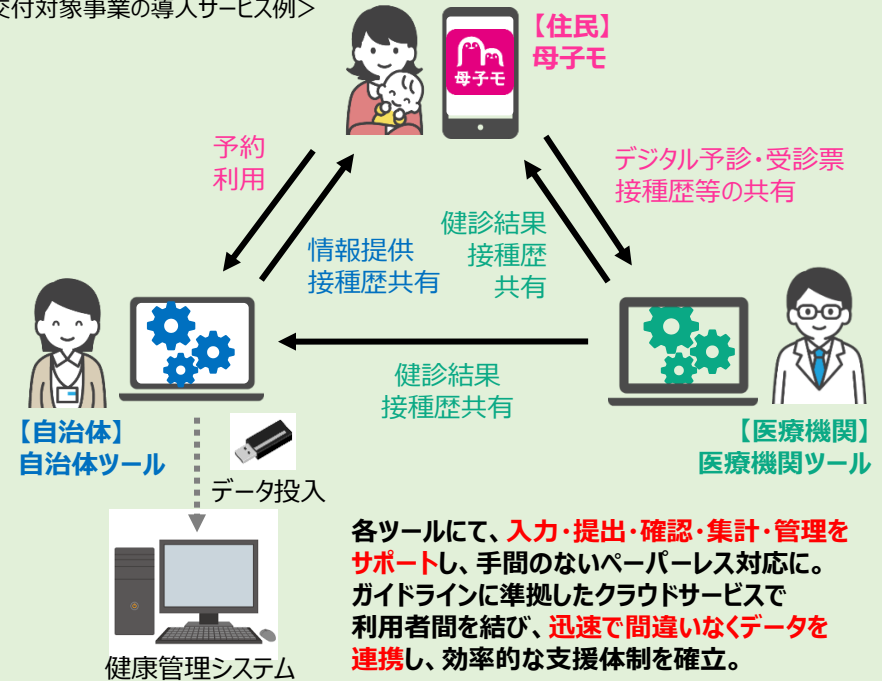 交付対象事業の導入サービス例＞
【住民】
母子モ
母子モ
予約
利用
デジタル予診・受診票
接種歴等の共有
情報提供
接種歴共有
健診結果
接種歴
共有
健診結果
接種歴共有
【自治体】
自治体ツール
【医療機関】
医療機関ツール
データ投入
健康管理システム
各ツールにて、入力・提出・確認・集計・管理を
サポートし、手間のないペーパーレス対応に。
ガイドラインに準拠したクラウドサービスで
利用者間を結び、迅速で間違いなくデータを
連携し、効率的な支援体制を確立。